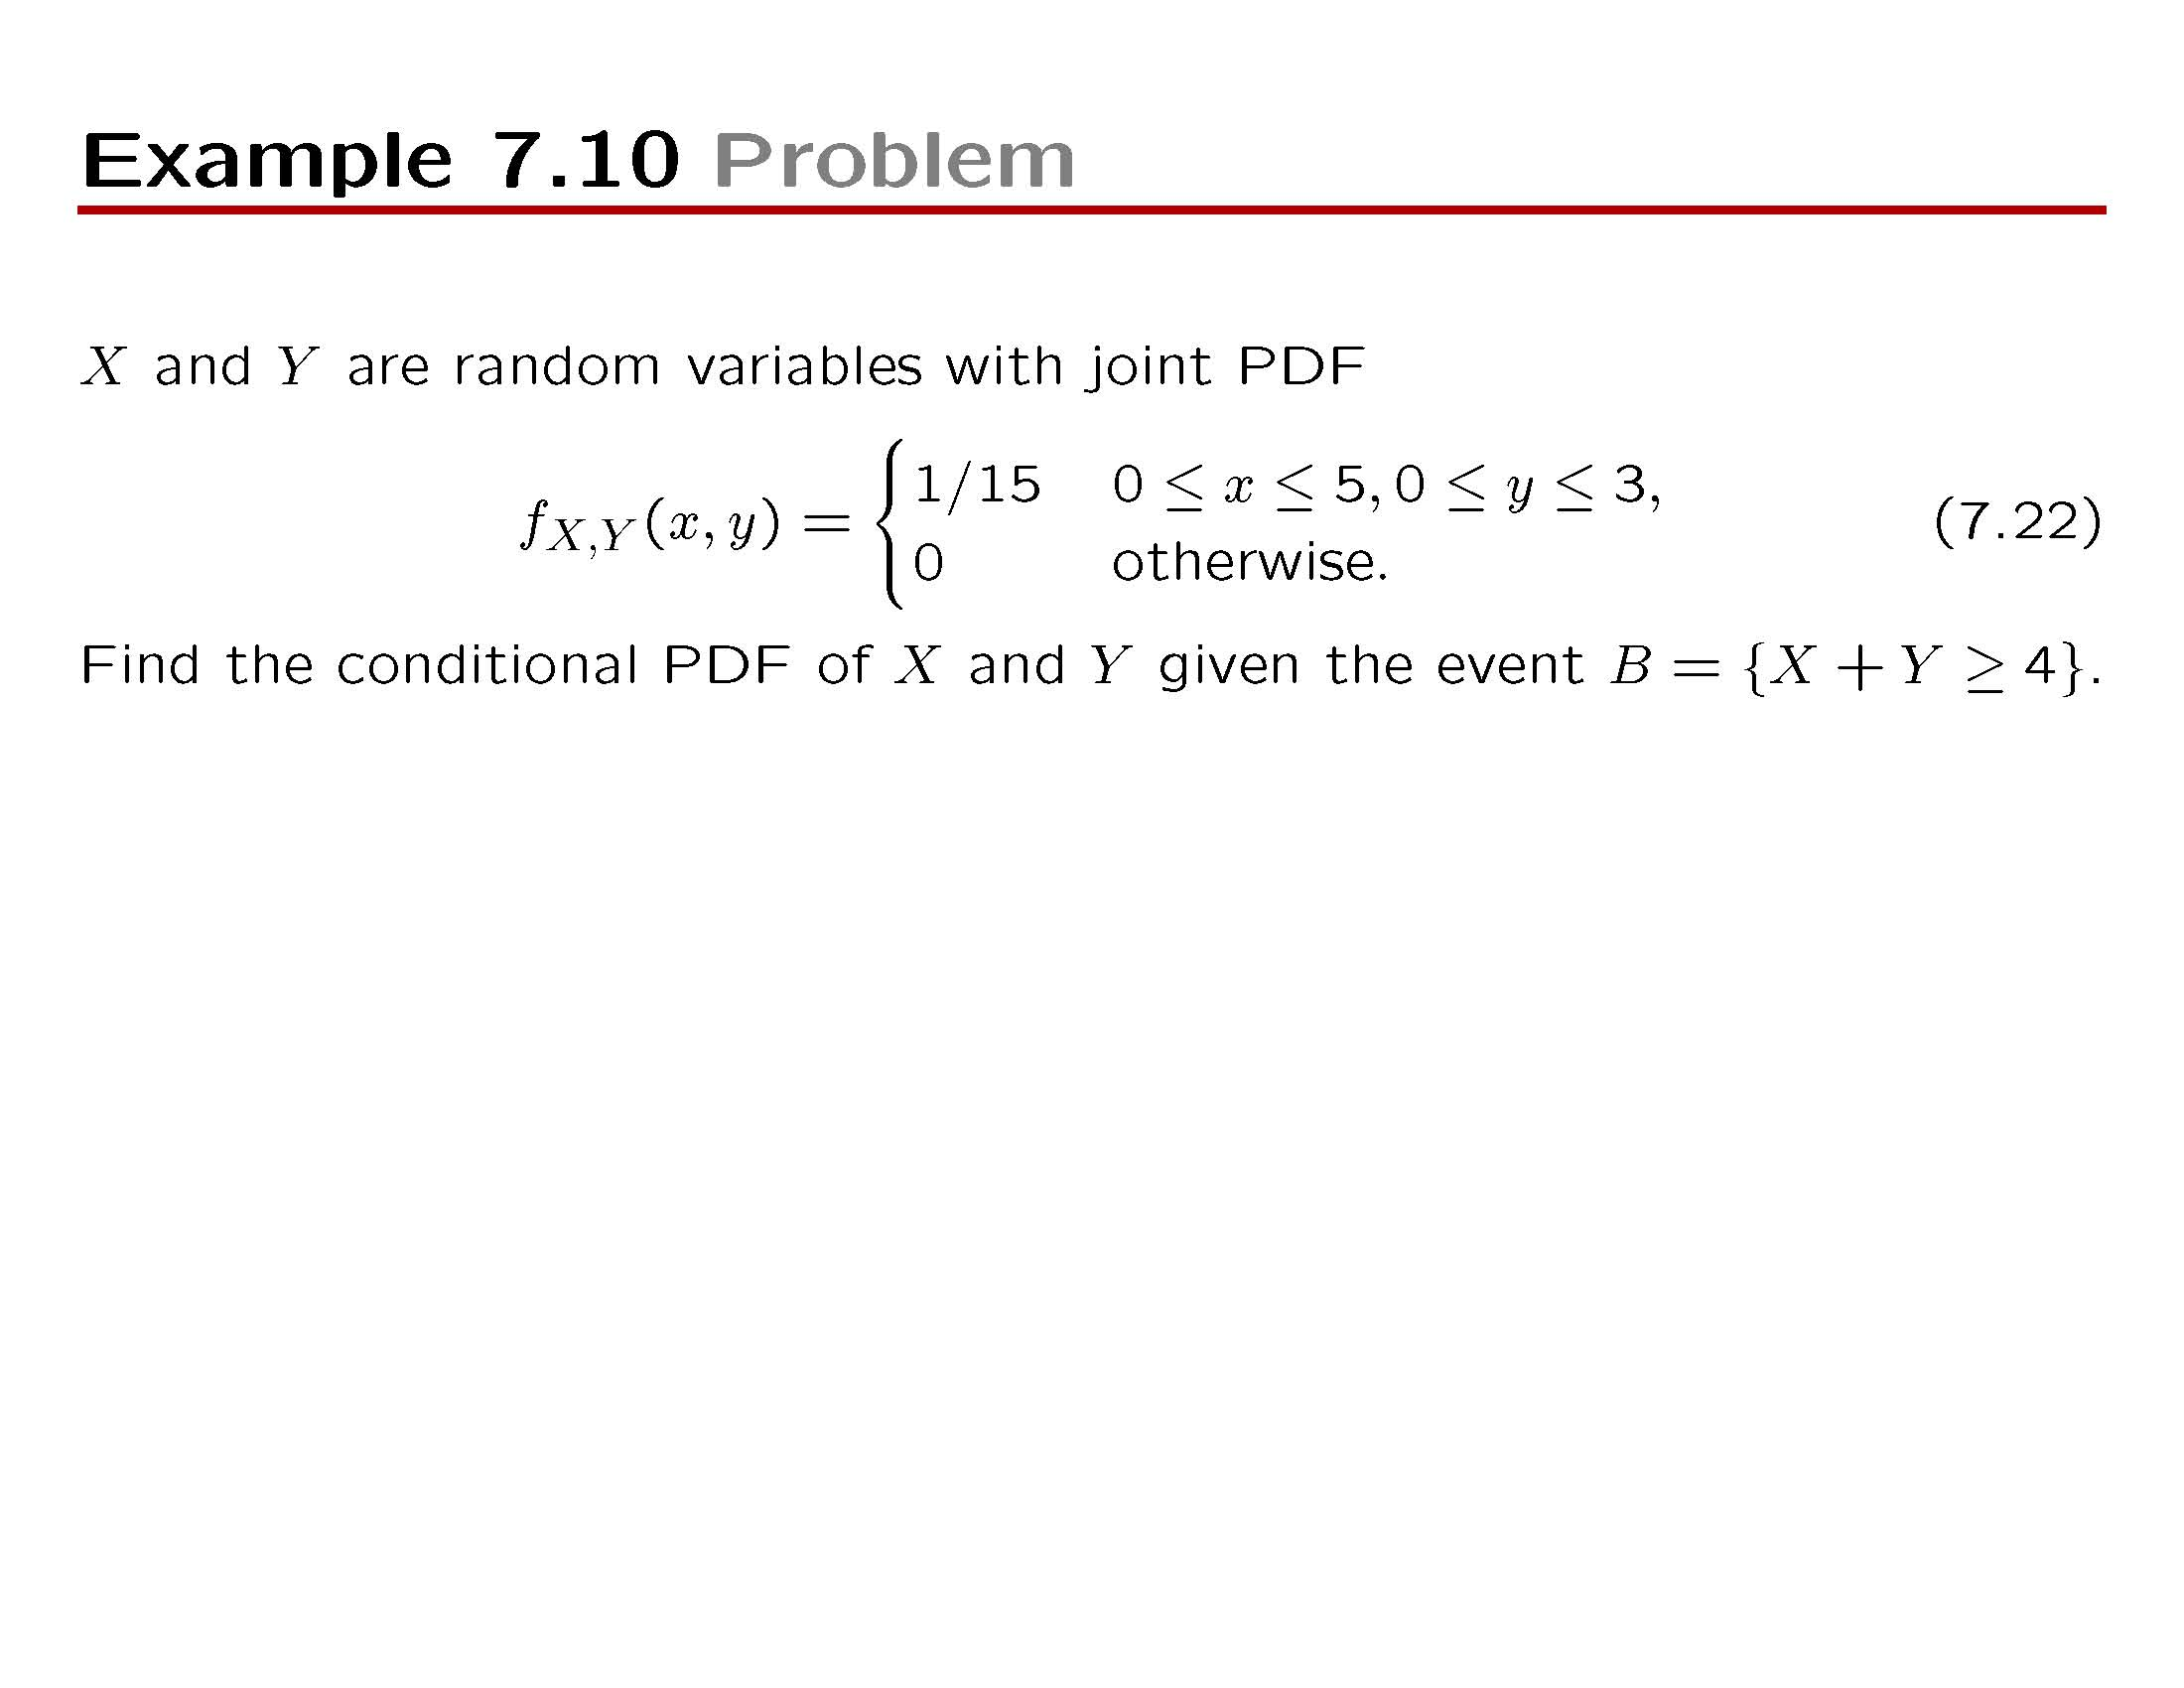 Example 7.10 Problem
X and Y are random variables with joint PDF
f_{X,Y}(x, y) = { 1/15 0 ≤ x ≤ 5, 0 ≤ y ≤ 3,
0 otherwise. (7.22)
Find the conditional PDF of X and Y given the event B = {X + Y ≥ 4}.